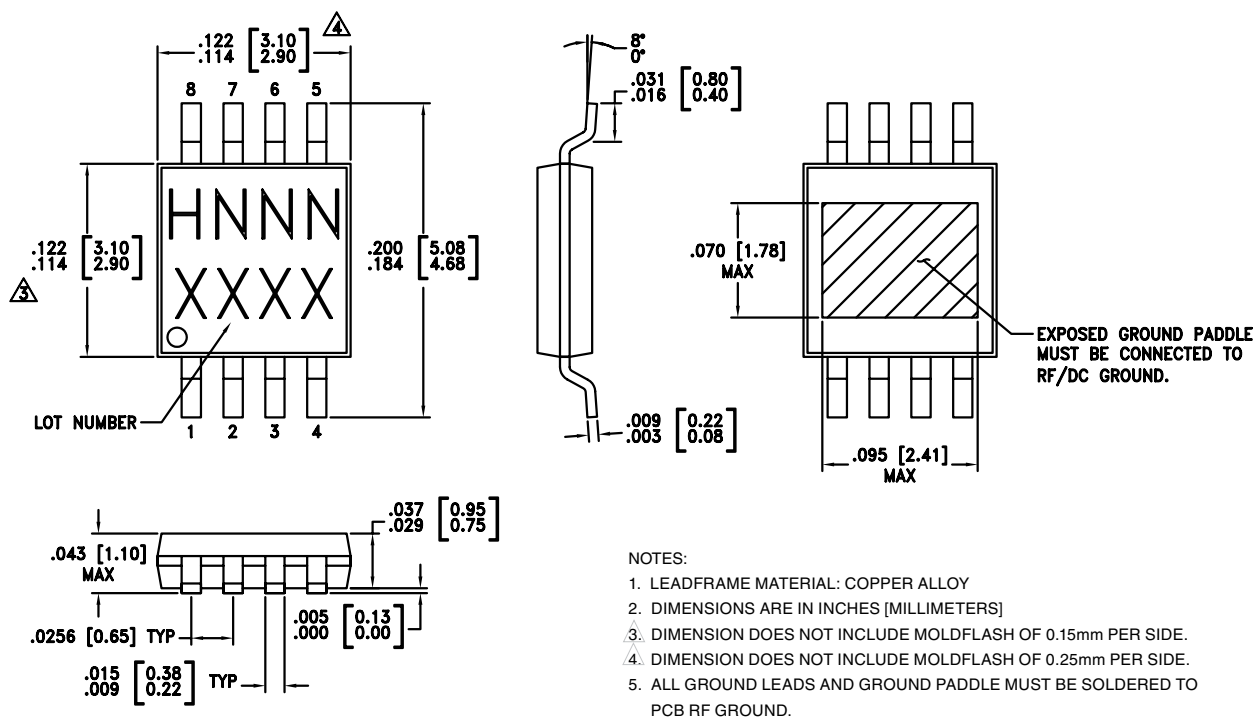 .122 [3.10]
.114 [2.90]
4
8 7 6 5
.122 [3.10]
.114 [2.90]
3
HNNN
XXXX
.200 [5.08]
.184 [4.68]
LOT NUMBER
1 2 3 4
8°
0°
.031 [0.80]
.016 [0.40]
.009 [0.22]
.003 [0.08]
.070 [1.78]
MAX
EXPOSED GROUND PADDLE
MUST BE CONNECTED TO
RF/DC GROUND.
.095 [2.41]
MAX
.037 [0.95]
.029 [0.75]
.043 [1.10]
MAX
.005 [0.13]
.000 [0.00]
.0256 [0.65] TYP
.015 [0.38]
.009 [0.22]
TYP
NOTES:
1. LEADFRAME MATERIAL: COPPER ALLOY
2. DIMENSIONS ARE IN INCHES [MILLIMETERS]
3. DIMENSION DOES NOT INCLUDE MOLDFLASH OF 0.15mm PER SIDE.
4. DIMENSION DOES NOT INCLUDE MOLDFLASH OF 0.25mm PER SIDE.
5. ALL GROUND LEADS AND GROUND PADDLE MUST BE SOLDERED TO
PCB RF GROUND.